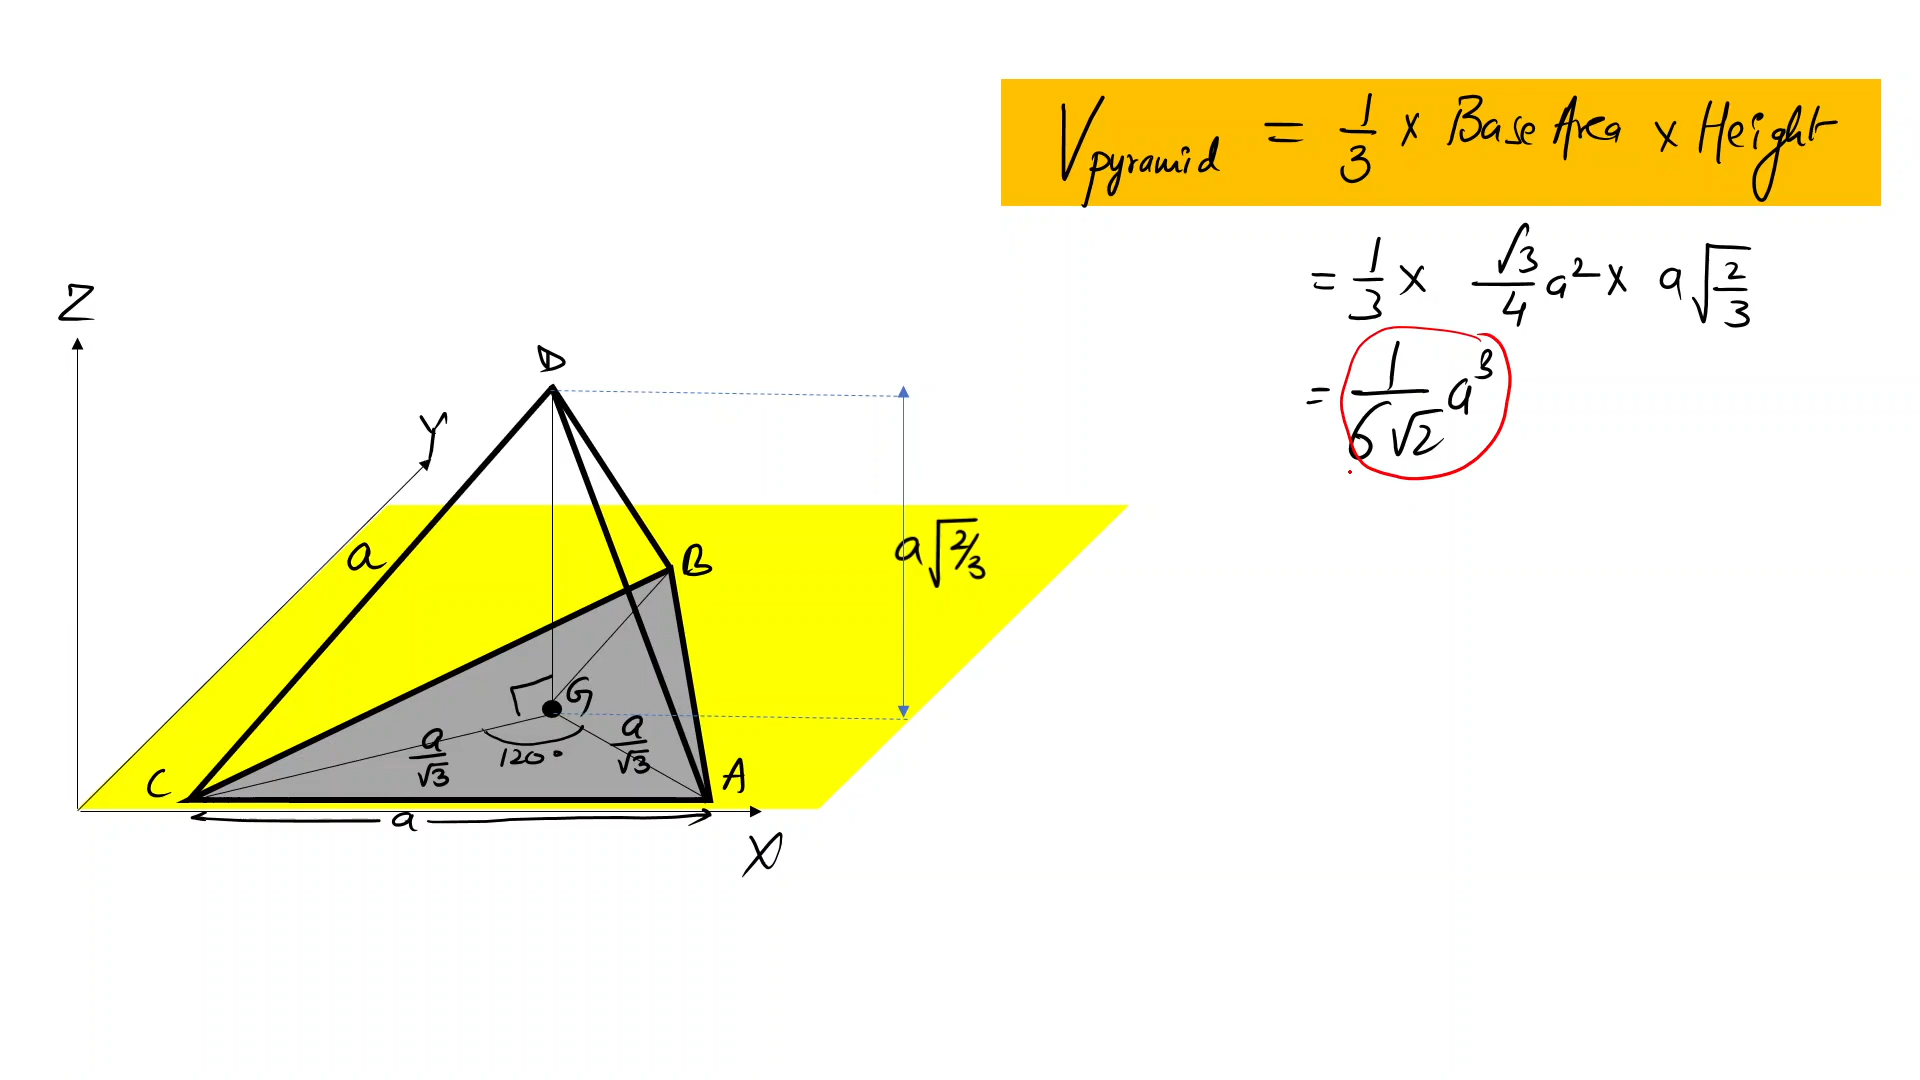 V_pyramid = 1/3 × Base Area × Height
= 1/3 × √3/4 a² × a√(2/3)
= 1/(6√2) a³
Z
D
Y
a
B
a√(2/3)
G
a/√3
120°
a/√3
C
A
a
X